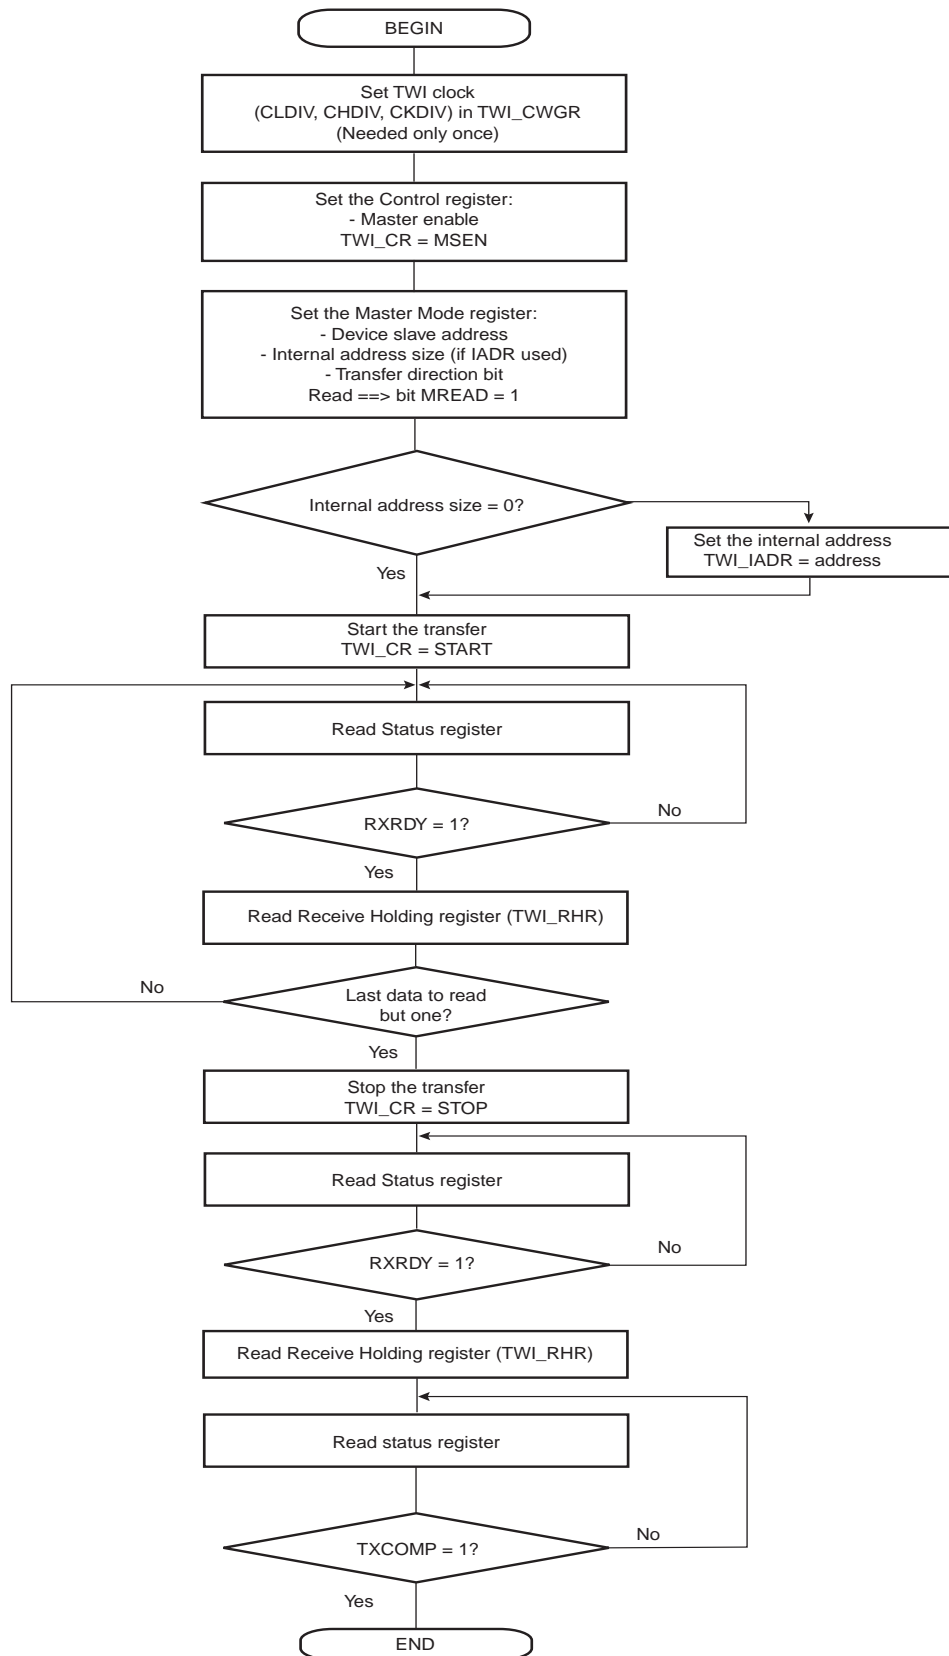 BEGIN
Set TWI clock
(CLDIV, CHDIV, CKDIV) in TWI_CWGR
(Needed only once)
Set the Control register:
- Master enable
TWI_CR = MSEN
Set the Master Mode register:
- Device slave address
- Internal address size (if IADR used)
- Transfer direction bit
Read ==> bit MREAD = 1
Internal address size = 0?
Set the internal address
TWI_IADR = address
Yes
Start the transfer
TWI_CR = START
Read Status register
RXRDY = 1?
No
Yes
Read Receive Holding register (TWI_RHR)
No
Last data to read
but one?
Yes
Stop the transfer
TWI_CR = STOP
Read Status register
RXRDY = 1?
No
Yes
Read Receive Holding register (TWI_RHR)
Read status register
TXCOMP = 1?
No
Yes
END